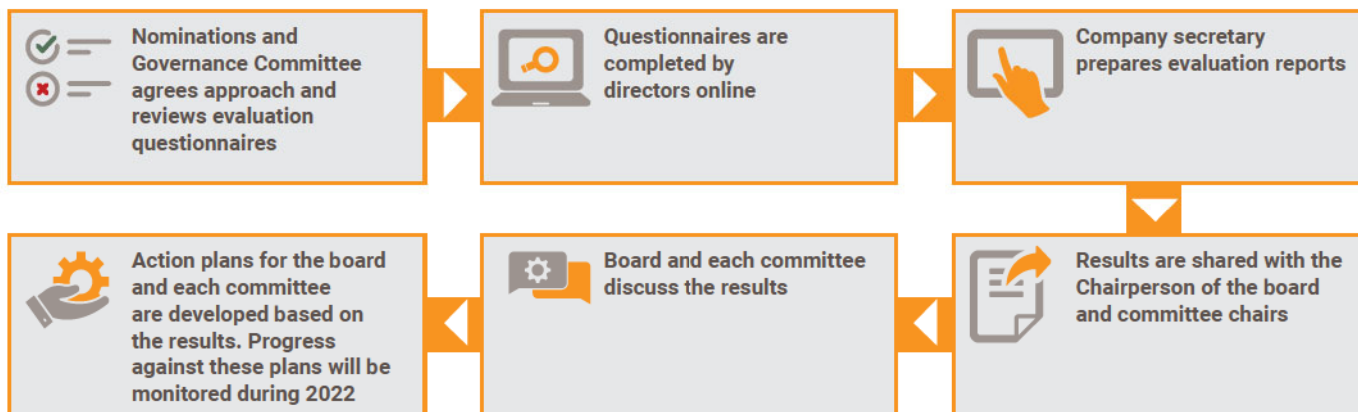 Nominations and
Governance Committee
agrees approach and
reviews evaluation
questionnaires
Questionnaires are
completed by
directors online
Company secretary
prepares evaluation reports
Results are shared with the
Chairperson of the board
and committee chairs
Board and each committee
discuss the results
Action plans for the board
and each committee
are developed based on
the results. Progress
against these plans will be
monitored during 2022